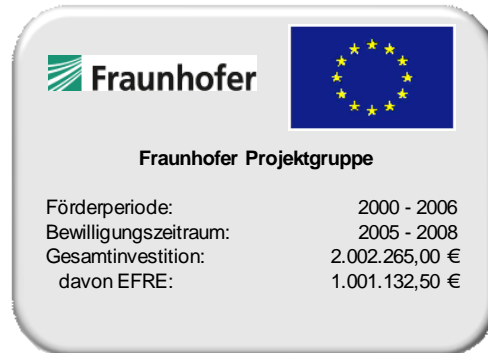 Fraunhofer
Fraunhofer Projektgruppe
Förderperiode: 2000 - 2006
Bewilligungszeitraum: 2005 - 2008
Gesamtinvestition: 2.002.265,00 €
davon EFRE: 1.001.132,50 €